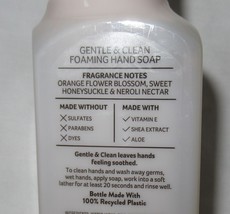 GENTLE & CLEAN
FOAMING HAND SOAP
FRAGRANCE NOTES
ORANGE FLOWER BLOSSOM, SWEET
HONEYSUCKLE & NEROLI NECTAR
MADE WITHOUT
SULFATES
PARABENS
DYES
MADE WITH
VITAMIN E
SHEA EXTRACT
ALOE
Gentle & Clean leaves hands
feeling soothed.
To clean hands and wash away germs,
wet hands, apply soap, work into a soft
lather for at least 20 seconds and rinse well.
Bottle Made With
100% Recycled Plastic